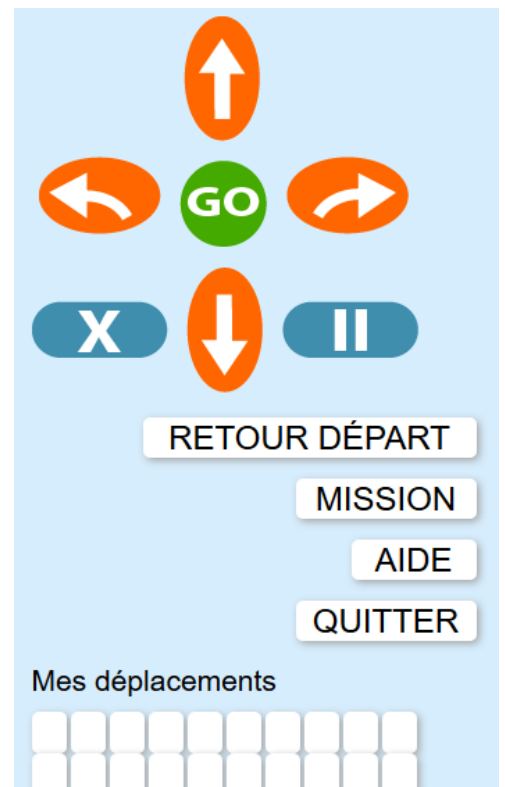 GO
X
RETOUR DÉPART
MISSION
AIDE
QUITTER
Mes déplacements